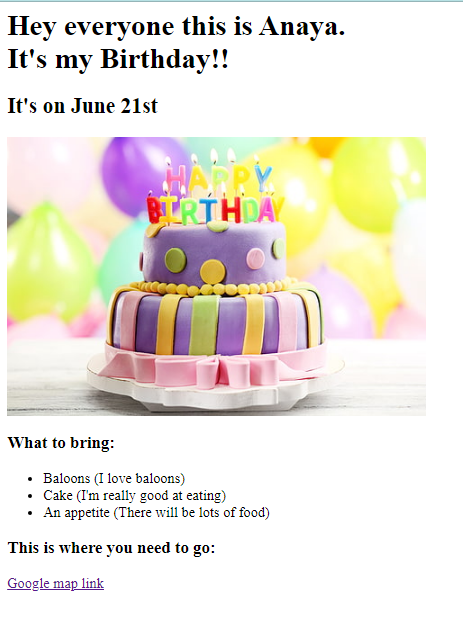 Hey everyone this is Anaya.
It's my Birthday!!
It's on June 21st
HAPPY
BIRTHDAY
What to bring:
Baloons (I love baloons)
Cake (I'm really good at eating)
An appetite (There will be lots of food)
This is where you need to go:
Google map link